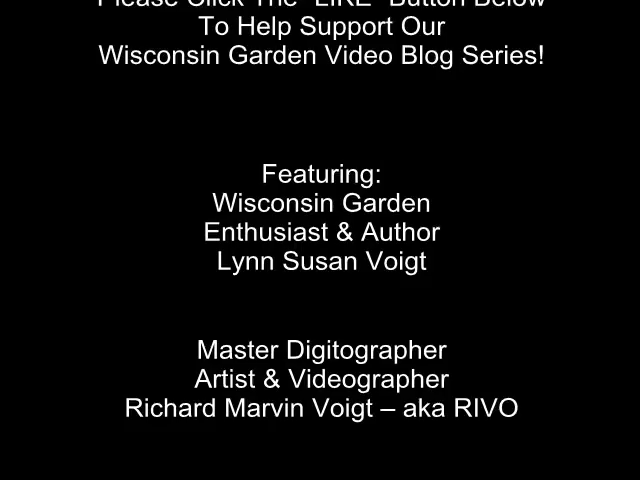 Please Click The "LIKE" Button Below
To Help Support Our
Wisconsin Garden Video Blog Series!
Featuring:
Wisconsin Garden
Enthusiast & Author
Lynn Susan Voigt
Master Digitographer
Artist & Videographer
Richard Marvin Voigt – aka RIVO